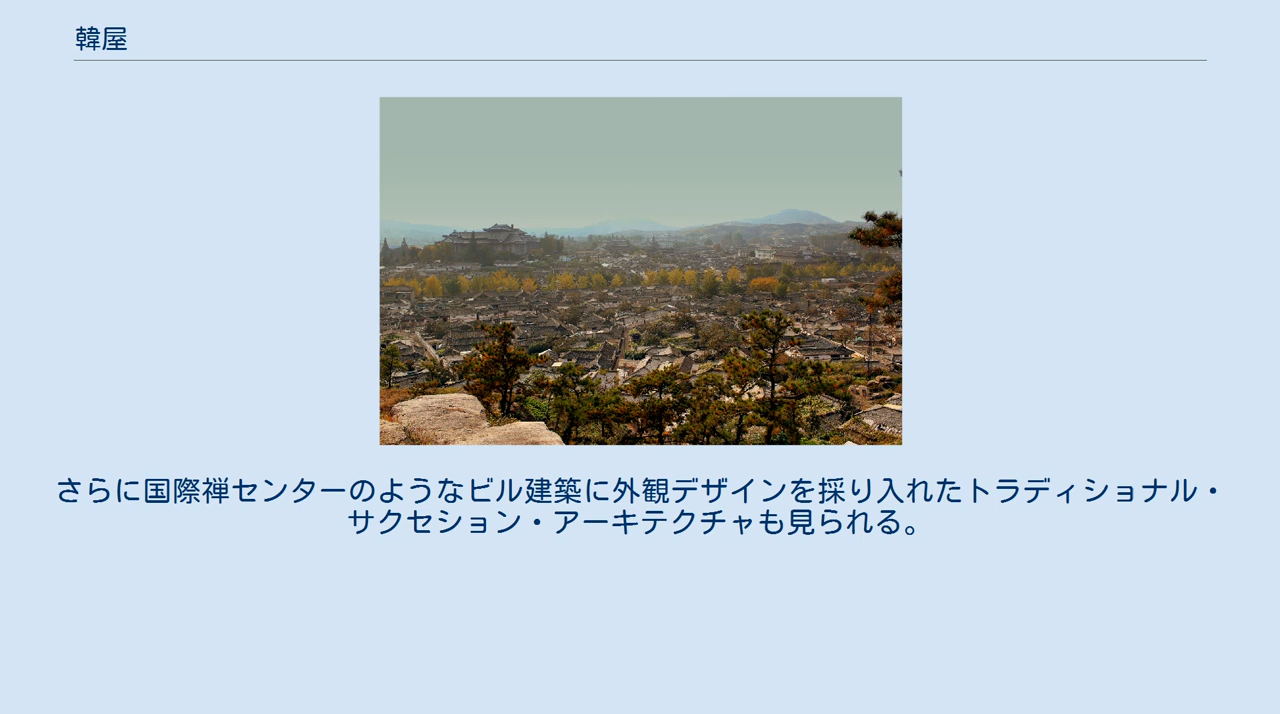 韓屋
さらに国際禅センターのようなビル建築に外観デザインを採り入れたトラディショナル・
サクセション・アーキテクチャも見られる。